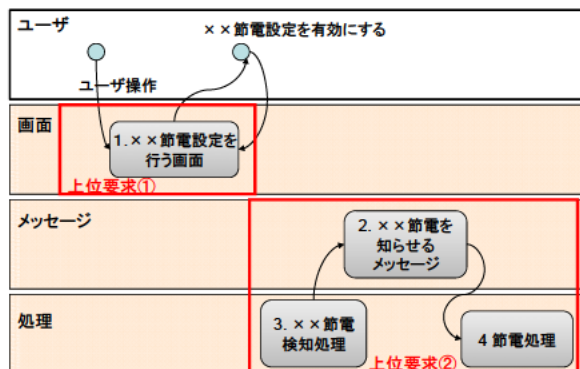 ユーザ
××節電設定を有効にする
ユーザ操作
画面
1.××節電設定を
行う画面
上位要求①
メッセージ
2.××節電を
知らせる
メッセージ
処理
3.××節電
検知処理
4節電処理
上位要求②